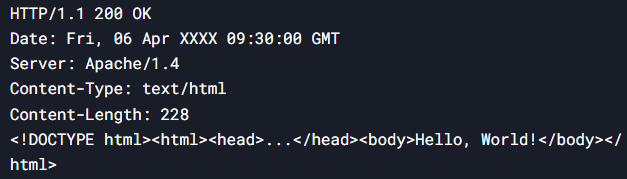 HTTP/1.1 200 OK
Date: Fri, 06 Apr XXXX 09:30:00 GMT
Server: Apache/1.4
Content-Type: text/html
Content-Length: 228
<!DOCTYPE html><html><head>...</head><body>Hello, World!</body></
html>